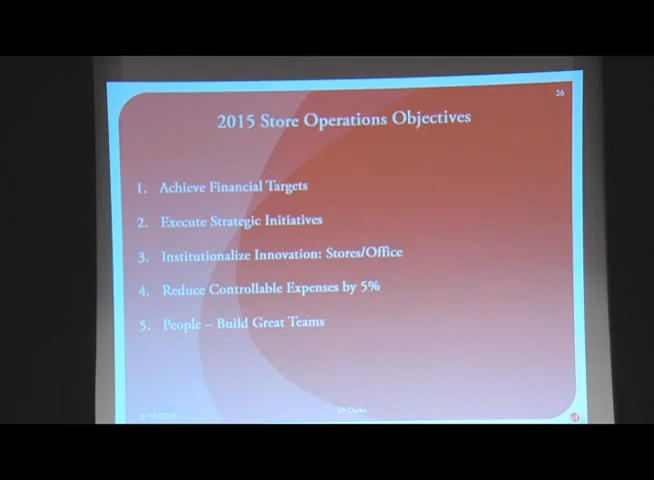 36
2015 Store Operations Objectives
1. Achieve Financial Targets
2. Execute Strategic Initiatives
3. Institutionalize Innovation: Stores/Office
4. Reduce Controllable Expenses by 5%
5. People – Build Great Teams